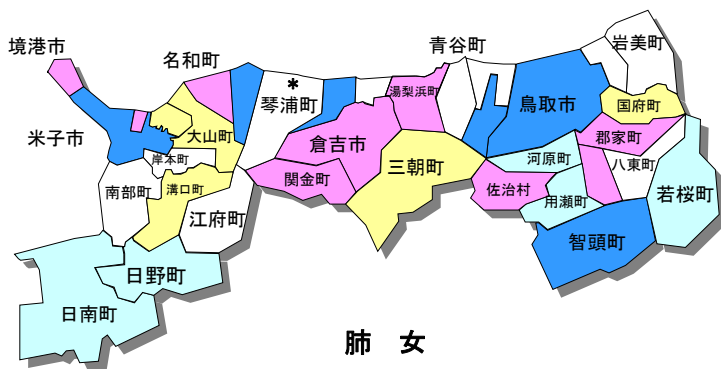 境港市
名和町
青谷町
岩美町
米子市
大山町
＊
琴浦町
湯梨浜町
鳥取市
国府町
岸本町
倉吉市
三朝町
河原町
郡家町
八東町
南部町
溝口町
江府町
関金町
佐治村
用瀬町
若桜町
智頭町
日野町
日南町
肺 女